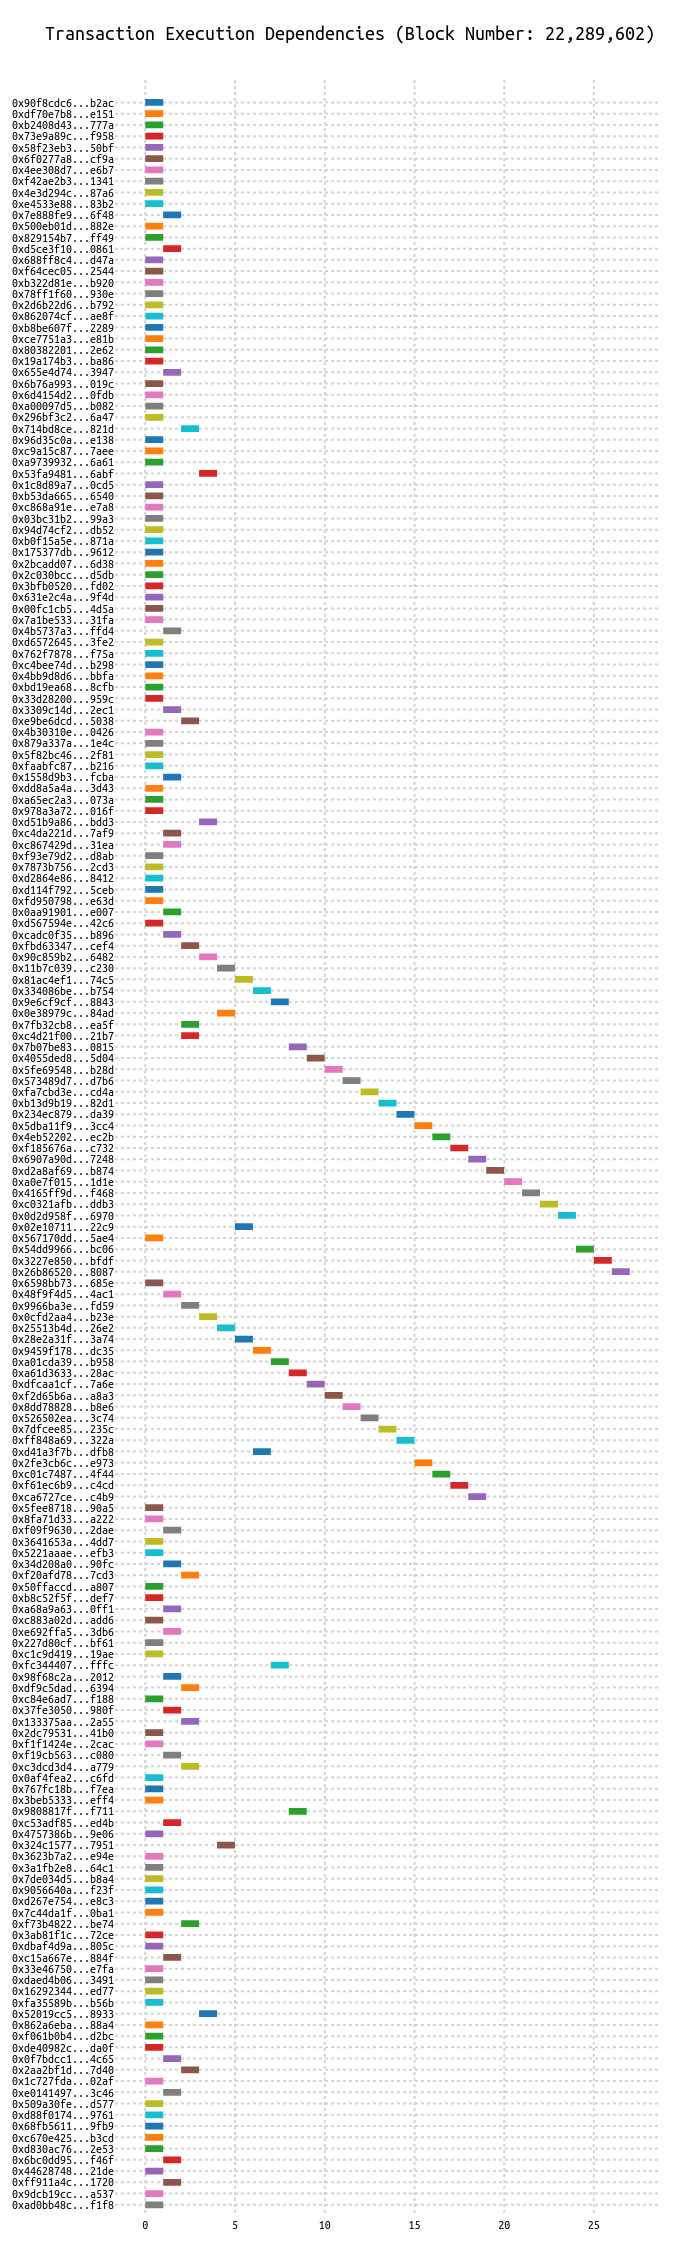 Transaction Execution Dependencies (Block Number: 22,289,602)
0x90f8cdc6...b2ac
0xdf70e7b8...e151
0xb2408d43...777a
0x73e9a89c...f958
0x58f23eb3...50bf
0x6f0277a8...cf9a
0x4ee308d7...e6b7
0xf42ae2b3...1341
0x4e3d294c...87a6
0xe4533e88...83b2
0x7e888fe9...6f48
0x500eb01d...882e
0x829154b7...ff49
0xd5ce3f10...0861
0x688ff8c4...d47a
0xf64cec05...2544
0xb322d81e...b920
0x78ff1f60...930e
0x2d6b22d6...b792
0x862074cf...ae8f
0xb8be607f...2289
0xce7751a3...e81b
0x80382201...2e62
0x19a174b3...ba86
0x655e4d74...3947
0x6b76a993...019c
0x6d4154d2...0fdb
0xa00097d5...b082
0x296bf3c2...6a47
0x714bd8ce...821d
0x96d35c0a...e138
0xc9a15c87...7aee
0xa9739932...6a61
0x53fa9481...6abf
0x1c8d89a7...0cd5
0xb53da665...6540
0xc868a91e...e7a8
0x03bc31b2...99a3
0x94d74cf2...db52
0xb0f15a5e...871a
0x175377db...9612
0x2bcadd07...6d38
0x2c030bcc...d5db
0x3bfb0520...fd02
0x631e2c4a...9f4d
0x00fc1cb5...4d5a
0x7a1be533...31fa
0x4b5737a3...ffd4
0xd6572645...3fe2
0x762f7878...f75a
0xc4bee74d...b298
0x4bb9d8d6...bbfa
0xbd19ea68...8cfb
0x33d28200...959c
0x3309c14d...2ec1
0xe9be6dcd...5038
0x4b30310e...0426
0x879a337a...1e4c
0x5f82bc46...2f81
0xfaabfc87...b216
0x1558d9b3...fcba
0xdd8a5a4a...3d43
0xa65ec2a3...073a
0x978a3a72...016f
0xd51b9a86...bdd3
0xc4da221d...7af9
0xc867429d...31ea
0xf93e79d2...d8ab
0x7873b756...2cd3
0xd2864e86...8412
0xd114f792...5ceb
0xfd950798...e63d
0x0aa91901...e007
0xd567594e...42c6
0xcadc0f35...b896
0xfbd63347...cef4
0x90c859b2...6482
0x11b7c039...c230
0x81ac4ef1...74c5
0x334086be...b754
0x9e6cf9cf...8843
0x0e38979c...84ad
0x7fb32cb8...ea5f
0xc4d21f00...21b7
0x7b07be83...0815
0x4055ded8...5d04
0x5fe69548...b28d
0x573489d7...d7b6
0xfa7cbd3e...cd4a
0xb13d9b19...82d1
0x234ec879...da39
0x5dba11f9...3cc4
0x4eb52202...ec2b
0xf185676a...c732
0x6907a90d...7248
0xd2a8af69...b874
0xa0e7f015...1d1e
0x4165ff9d...f468
0xc0321afb...ddb3
0x0d2d958f...6970
0x02e10711...22c9
0x567170dd...5ae4
0x54dd9966...bc06
0x3227e850...bfdf
0x26b86520...8087
0x6598bb73...685e
0x48f9f4d5...4ac1
0x9966ba3e...fd59
0x0cfd2aa4...b23e
0x25513b4d...26e2
0x28e2a31f...3a74
0x9459f178...dc35
0xa01cda39...b958
0xa61d3633...28ac
0xdfcaa1cf...7a6e
0xf2d65b6a...a8a3
0x8dd78828...b8e6
0x526502ea...3c74
0x7dfcee85...235c
0xff848a69...322a
0xd41a3f7b...dfb8
0x2fe3cb6c...e973
0xc01c7487...4f44
0xf61ec6b9...c4cd
0xca6727ce...c4b9
0x5fee8718...90a5
0x8fa71d33...a222
0xf09f9630...2dae
0x3641653a...4dd7
0x5221aaae...efb3
0x34d208a0...90fc
0xf20afd78...7cd3
0x50ffaccd...a807
0xb8c52f5f...def7
0xa68a9a63...0ff1
0xc883a02d...add6
0xe692ffa5...3db6
0x227d80cf...bf61
0xc1c9d419...19ae
0xfc344407...fffc
0x98f68c2a...2012
0xdf9c5dad...6394
0xc84e6ad7...f188
0x37fe3050...980f
0x133375aa...2a55
0x2dc79531...41b0
0xf1f1424e...2cac
0xf19cb563...c080
0xc3dcd3d4...a779
0x0af4fea2...c6fd
0x767fc18b...f7ea
0x3beb5333...eff4
0x9808817f...f711
0xc53adf85...ed4b
0x4757386b...9e06
0x324c1577...7951
0x3623b7a2...e94e
0x3a1fb2e8...64c1
0x7de034d5...b8a4
0x9056640a...f23f
0xd267e754...e8c3
0x7c44da1f...0ba1
0xf73b4822...be74
0x3ab81f1c...72ce
0xdbaf4d9a...805c
0xc15a667e...884f
0x33e46750...e7fa
0xdaed4b06...3491
0x16292344...ed77
0xfa35589b...b56b
0x52019cc5...8933
0x862a6eba...88a4
0xf061b0b4...d2bc
0xde40982c...da0f
0x0f7bdcc1...4c65
0x2aa2bf1d...7d40
0x1c727fda...02af
0xe0141497...3c46
0x509a30fe...d577
0xd88f0174...9761
0x68fb5611...9fb9
0xc670e425...b3cd
0xd830ac76...2e53
0x6bc0dd95...f46f
0x44628748...21de
0xff911a4c...1720
0x9dcb19cc...a537
0xad0bb48c...f1f8
0 5 10 15 20 25